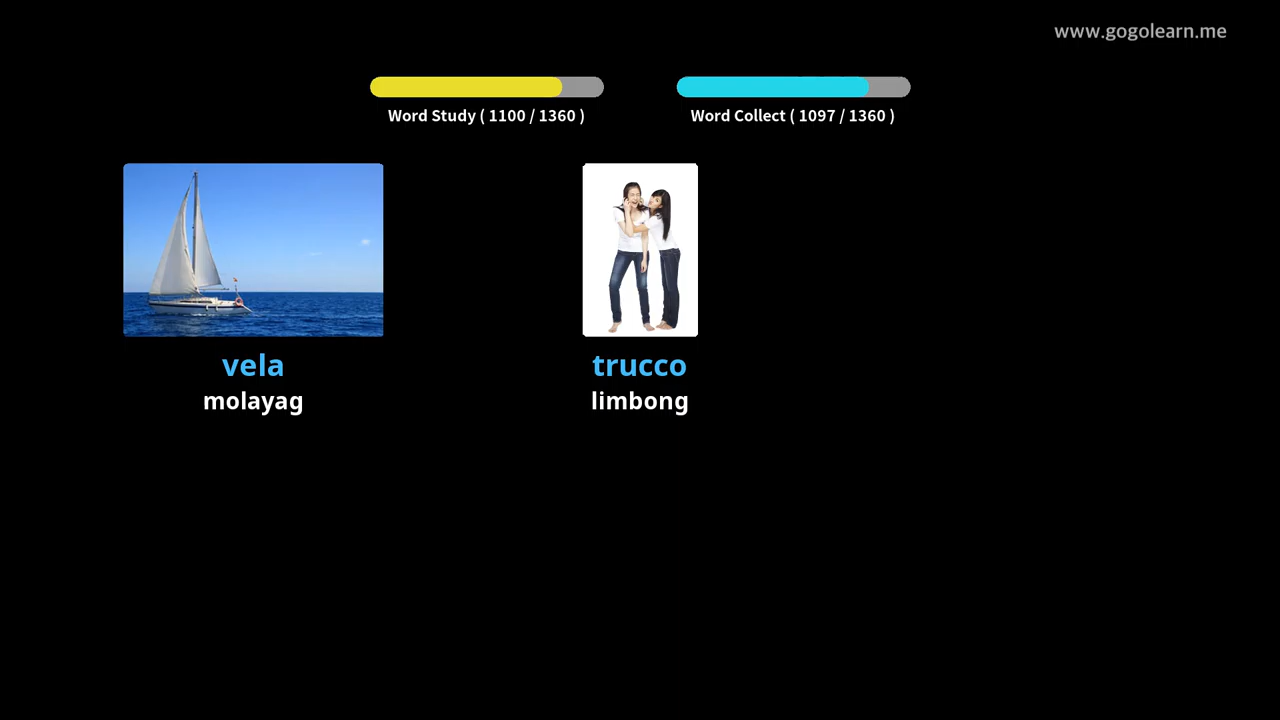 www.gogolearn.me
Word Study ( 1100 / 1360 )
Word Collect ( 1097 / 1360 )
vela
molayag
trucco
limbong